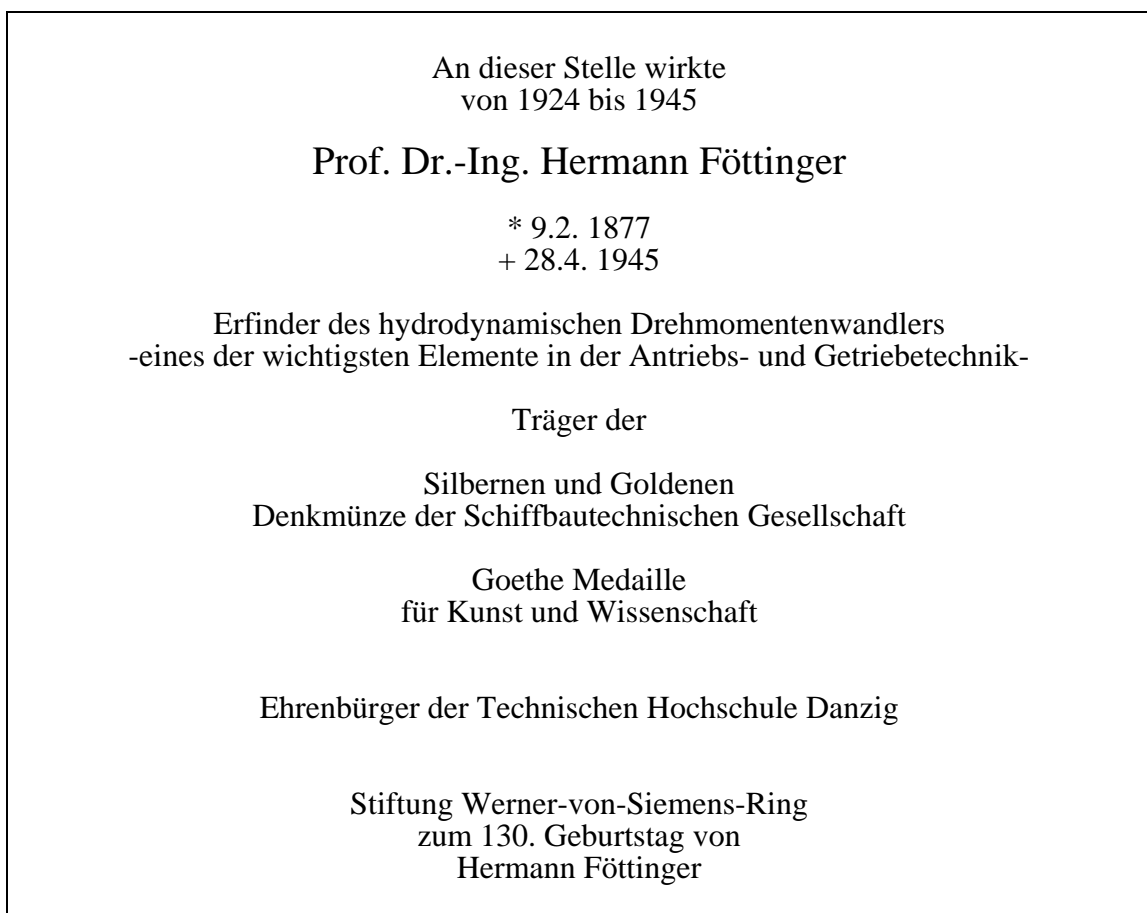 An dieser Stelle wirkte
von 1924 bis 1945
Prof. Dr.-Ing. Hermann Föttinger
* 9.2. 1877
+ 28.4. 1945
Erfinder des hydrodynamischen Drehmomentenwandlers
-eines der wichtigsten Elemente in der Antriebs- und Getriebetechnik-
Träger der
Silbernen und Goldenen
Denkmünze der Schiffbautechnischen Gesellschaft
Goethe Medaille
für Kunst und Wissenschaft
Ehrenbürger der Technischen Hochschule Danzig
Stiftung Werner-von-Siemens-Ring
zum 130. Geburtstag von
Hermann Föttinger